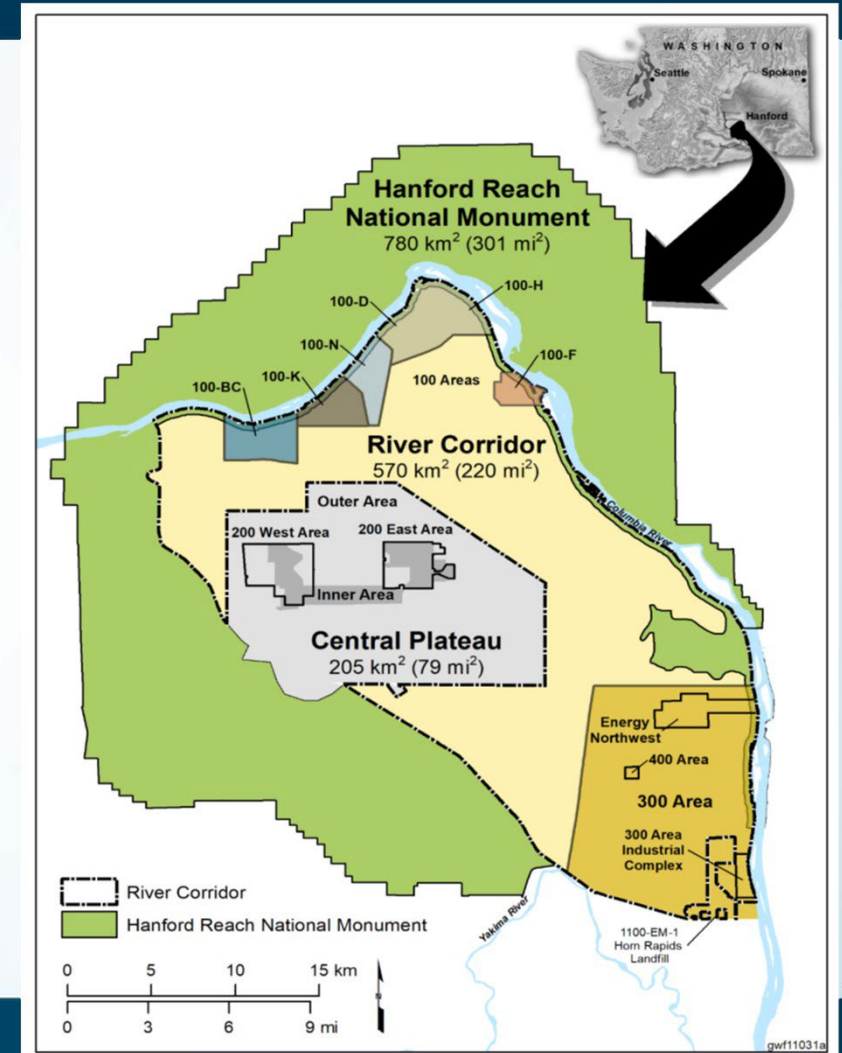 WASHINGTON
Seattle
Spokane
Hanford
Hanford Reach
National Monument
780 km² (301 mi²)
100-H
100-D
100-N
100-F
100-K
100 Areas
100-BC
River Corridor
570 km² (220 mi²)
Outer Area
Columbia River
200 West Area
200 East Area
Inner Area
Central Plateau
205 km² (79 mi²)
Energy
Northwest
400 Area
300 Area
300 Area
Industrial
Complex
River Corridor
Hanford Reach National Monument
Yakima River
1100-EM-1
Horn Rapids
Landfill
0 5 10 15 km
N
0 3 6 9 mi
gwf11031a